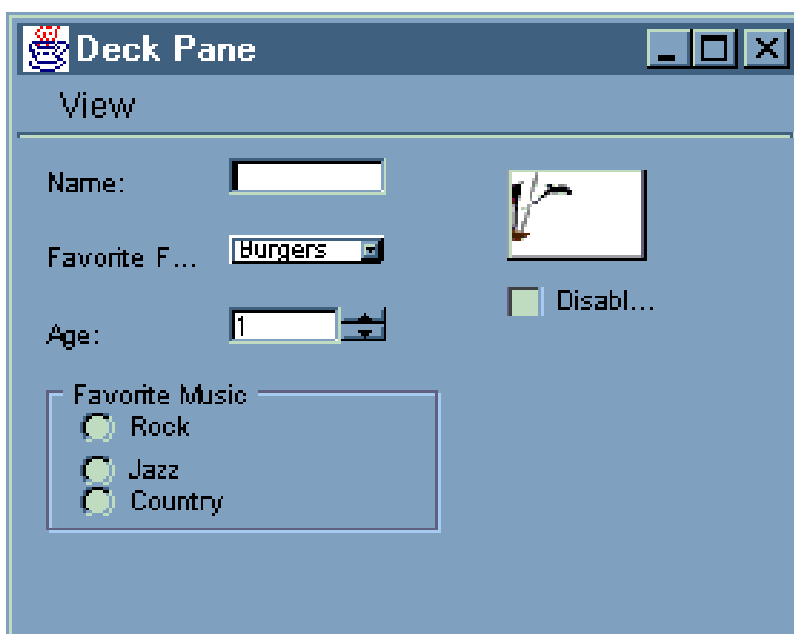 Deck Pane
View
Name:
Favorite F...
Burgers
Disabl...
Age:
1
Favorite Music
Rock
Jazz
Country